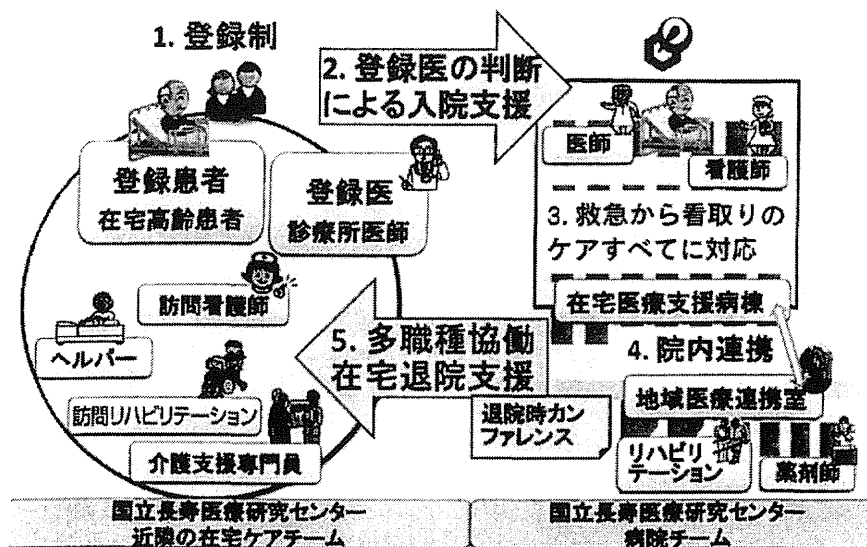 1. 登録制
2. 登録医の判断
による入院支援
登録患者
在宅高齢患者
登録医
診療所医師
訪問看護師
ヘルパー
訪問リハビリテーション
介護支援専門員
医師
看護師
3. 救急から看取りの
ケアすべてに対応
在宅医療支援病棟
4. 院内連携
地域医療連携室
リハビリ
テーション
薬剤師
5. 多職種協働
在宅退院支援
退院時カン
ファレンス
国立長寿医療研究センター
近隣の在宅ケアチーム
国立長寿医療研究センター
病院チーム